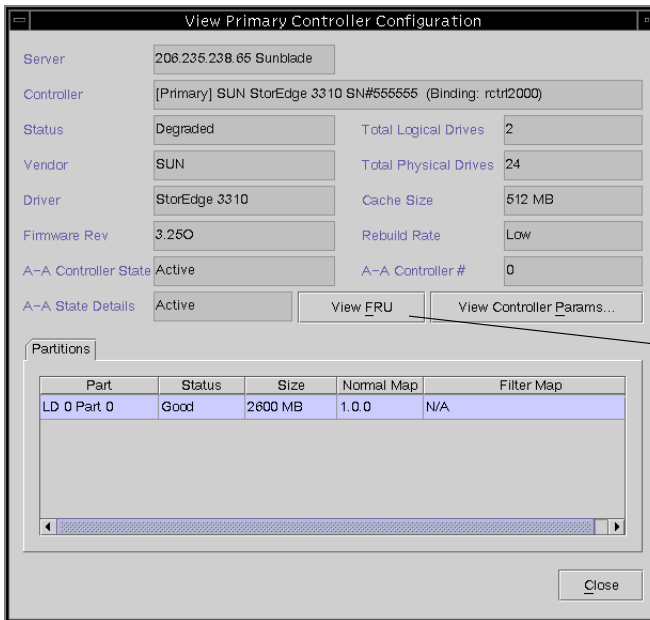 View Primary Controller Configuration
Server 206.235.238.65 Sunblade
Controller [Primary] SUN StorEdge 3310 SN#555555 (Binding: rctrl2000)
Status Degraded Total Logical Drives 2
Vendor SUN Total Physical Drives 24
Driver StorEdge 3310 Cache Size 512 MB
Firmware Rev 3.25O Rebuild Rate Low
A-A Controller State Active A-A Controller # 0
A-A State Details Active View FRU View Controller Params...
Partitions
Part Status Size Normal Map Filter Map
LD 0 Part 0 Good 2600 MB 1.0.0 N/A
Close